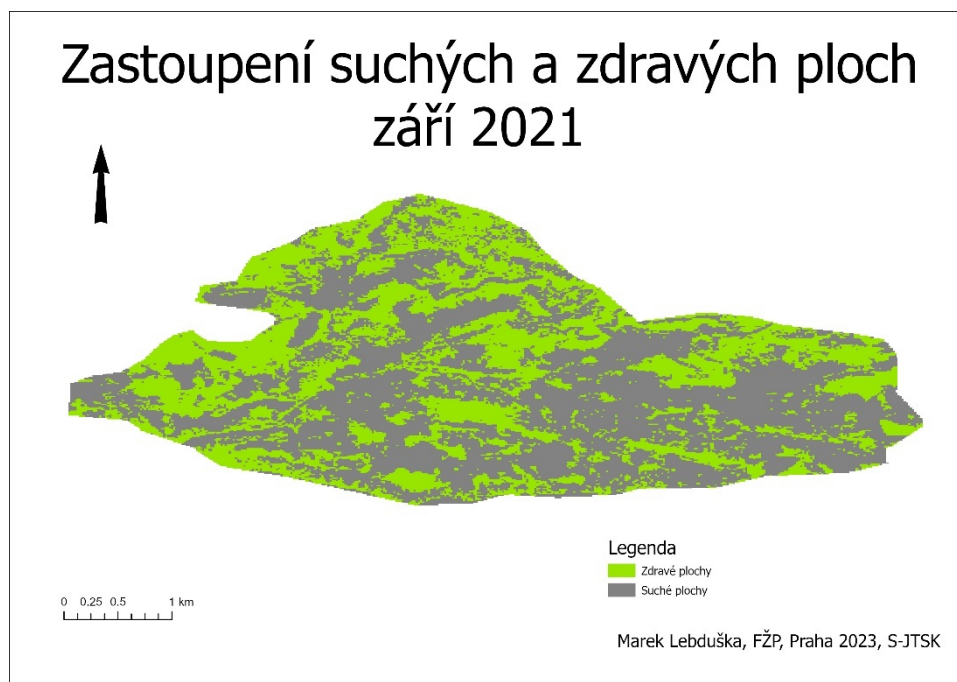 Zastoupení suchých a zdravých ploch
září 2021
Legenda
Zdravé plochy
Suché plochy
0 0.25 0.5 1 km
Marek Lebduška, FŽP, Praha 2023, S-JTSK